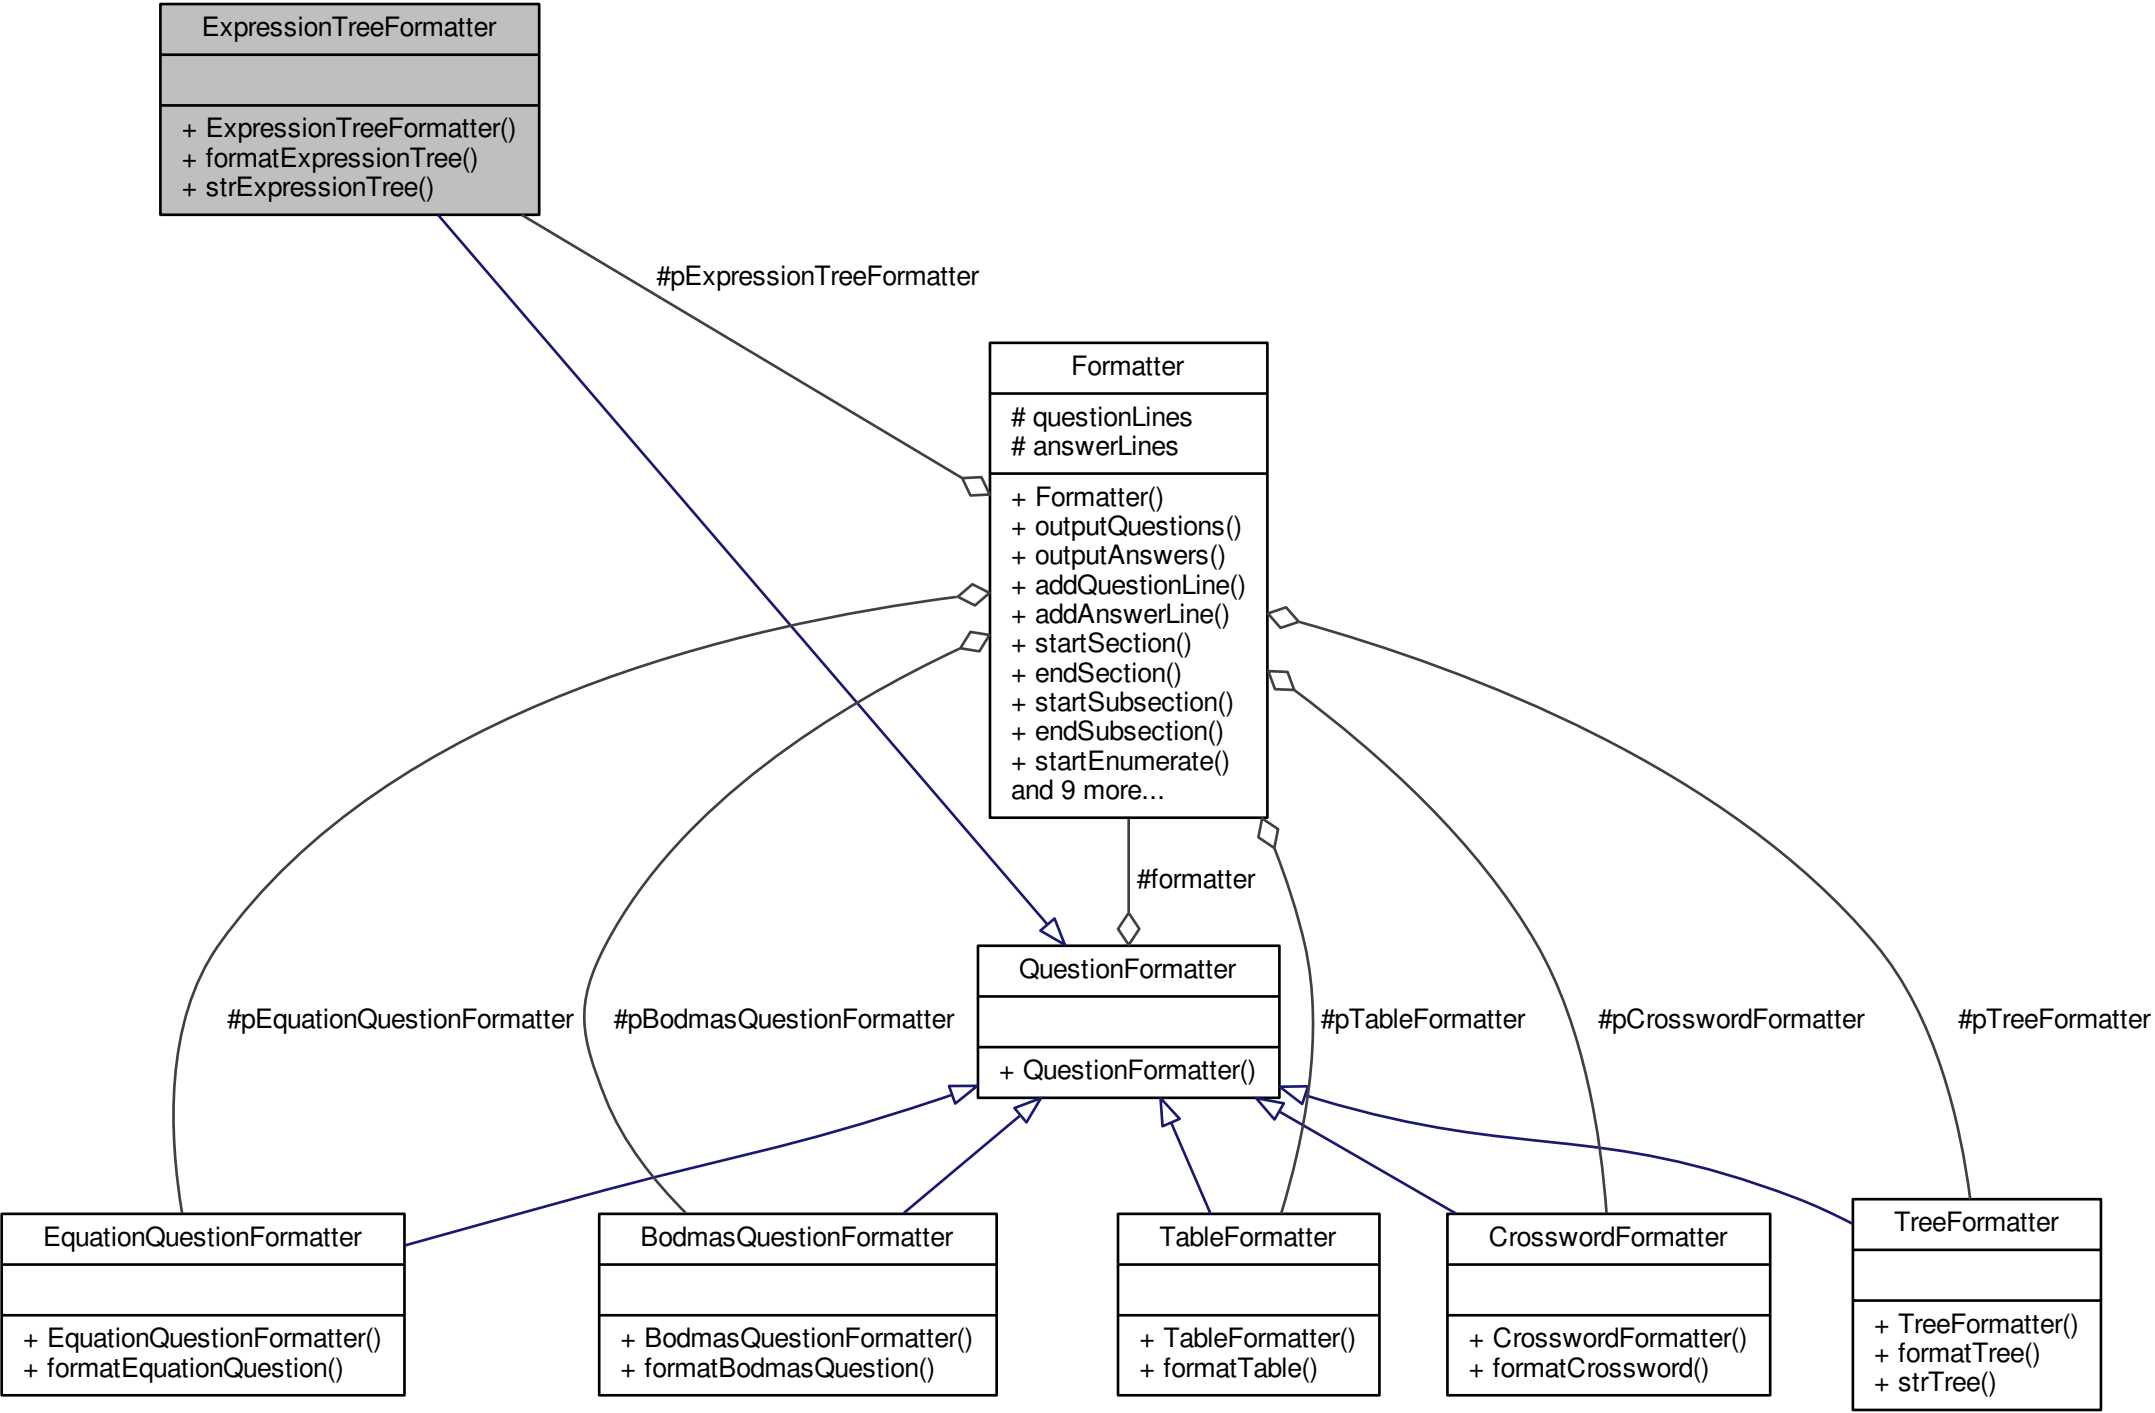 ExpressionTreeFormatter
+ ExpressionTreeFormatter()
+ formatExpressionTree()
+ strExpressionTree()
#pExpressionTreeFormatter
Formatter
# questionLines
# answerLines
+ Formatter()
+ outputQuestions()
+ outputAnswers()
+ addQuestionLine()
+ addAnswerLine()
+ startSection()
+ endSection()
+ startSubsection()
+ endSubsection()
+ startEnumerate()
and 9 more...
#formatter
#pEquationQuestionFormatter
#pBodmasQuestionFormatter
QuestionFormatter
+ QuestionFormatter()
#pTableFormatter
#pCrosswordFormatter
#pTreeFormatter
EquationQuestionFormatter
+ EquationQuestionFormatter()
+ formatEquationQuestion()
BodmasQuestionFormatter
+ BodmasQuestionFormatter()
+ formatBodmasQuestion()
TableFormatter
+ TableFormatter()
+ formatTable()
CrosswordFormatter
+ CrosswordFormatter()
+ formatCrossword()
TreeFormatter
+ TreeFormatter()
+ formatTree()
+ strTree()